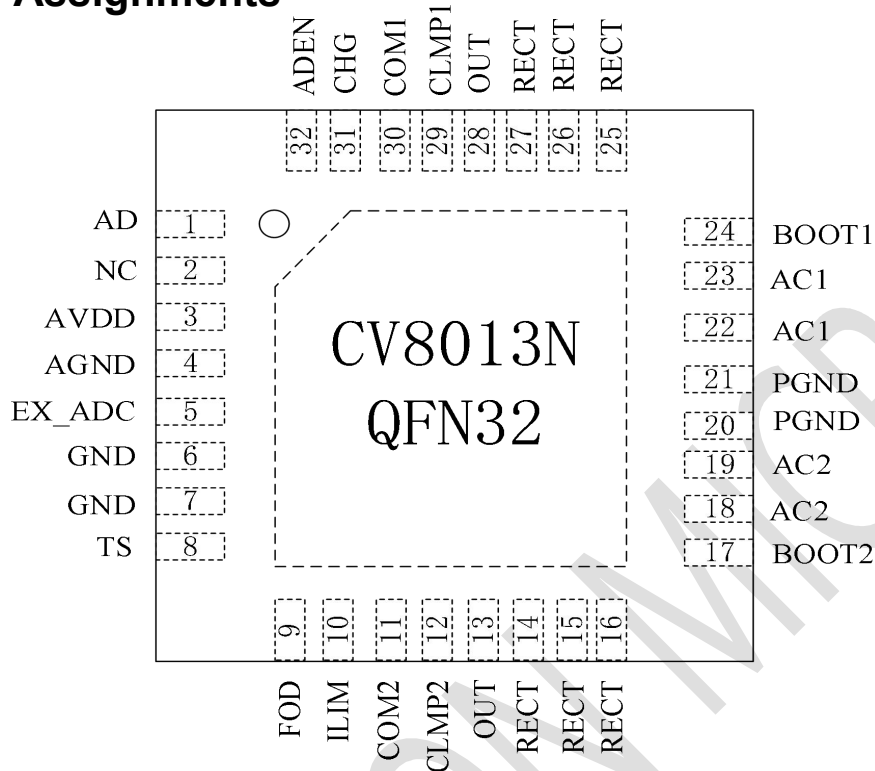 Assignments
ADEN
CHG
COM1
CLMP1
OUT
RECT
RECT
RECT
32
31
30
29
28
27
26
25
AD 1
NC 2
AVDD 3
AGND 4
EX_ADC 5
GND 6
GND 7
TS 8
CV8013N
QFN32
24 BOOT1
23 AC1
22 AC1
21 PGND
20 PGND
19 AC2
18 AC2
17 BOOT2
9
10
11
12
13
14
15
16
FOD
ILIM
COM2
CLMP2
OUT
RECT
RECT
RECT
ON MICR